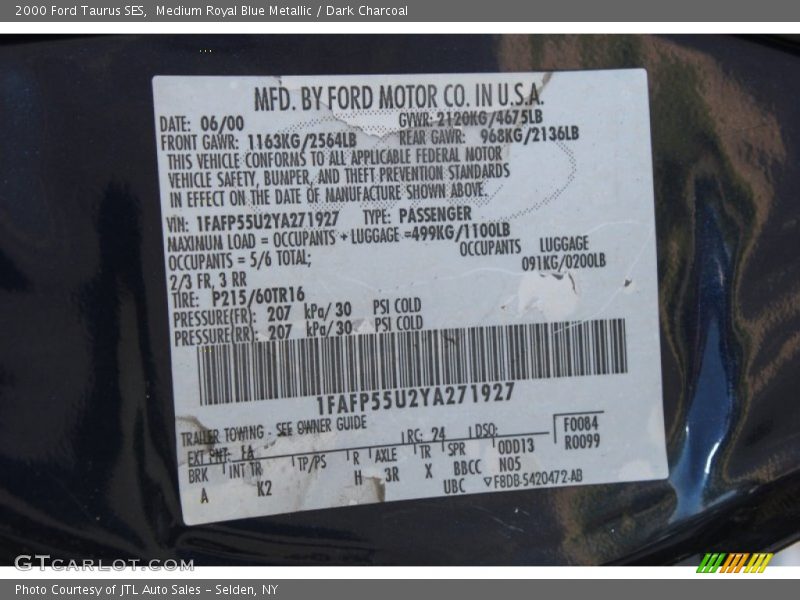 2000 Ford Taurus SES, Medium Royal Blue Metallic / Dark Charcoal
MFD. BY FORD MOTOR CO. IN U.S.A.
DATE: 06/00 GVWR: 2120KG/4675LB
FRONT GAWR: 1163KG/2564LB REAR GAWR: 968KG/2136LB
THIS VEHICLE CONFORMS TO ALL APPLICABLE FEDERAL MOTOR
VEHICLE SAFETY, BUMPER, AND THEFT PREVENTION STANDARDS
IN EFFECT ON THE DATE OF MANUFACTURE SHOWN ABOVE.
VIN: 1FAFP55U2YA271927 TYPE: PASSENGER
MAXIMUM LOAD = OCCUPANTS + LUGGAGE =499KG/1100LB
OCCUPANTS = 5/6 TOTAL; OCCUPANTS LUGGAGE
2/3 FR, 3 RR 091KG/0200LB
TIRE: P215/60TR16
PRESSURE(FR): 207 kPa/ 30 PSI COLD
PRESSURE(RR): 207 kPa/ 30 PSI COLD
1FAFP55U2YA271927
TRAILER TOWING - SEE OWNER GUIDE
EXT PNT: FA RC: 24 DSO: F0084
BRK INT TR TP/PS R AXLE TR SPR ODD13 R0099
A K2 H 3R X BBCC N05
UBC ▽F8DB-5420472-AB
GTCarLot.com
Photo Courtesy of JTL Auto Sales – Selden, NY